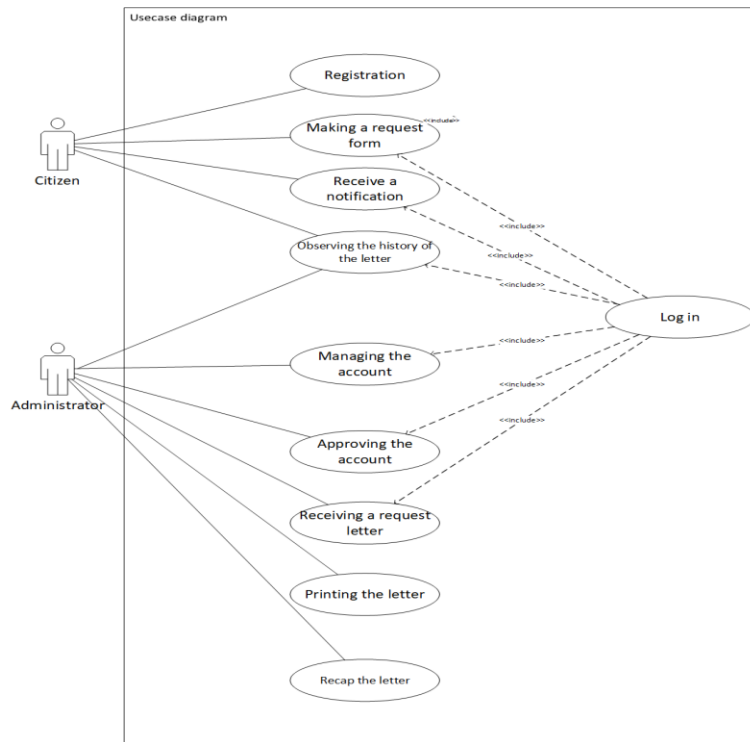 Usecase diagram
Registration
<<include>>
Making a request
form
Receive a
notification
Citizen
<<include>>
Observing the history of
the letter
<<include>>
<<include>>
Log in
<<include>>
Managing the
account
Administrator
<<include>>
Approving the
account
<<include>>
Receiving a request
letter
Printing the letter
Recap the letter